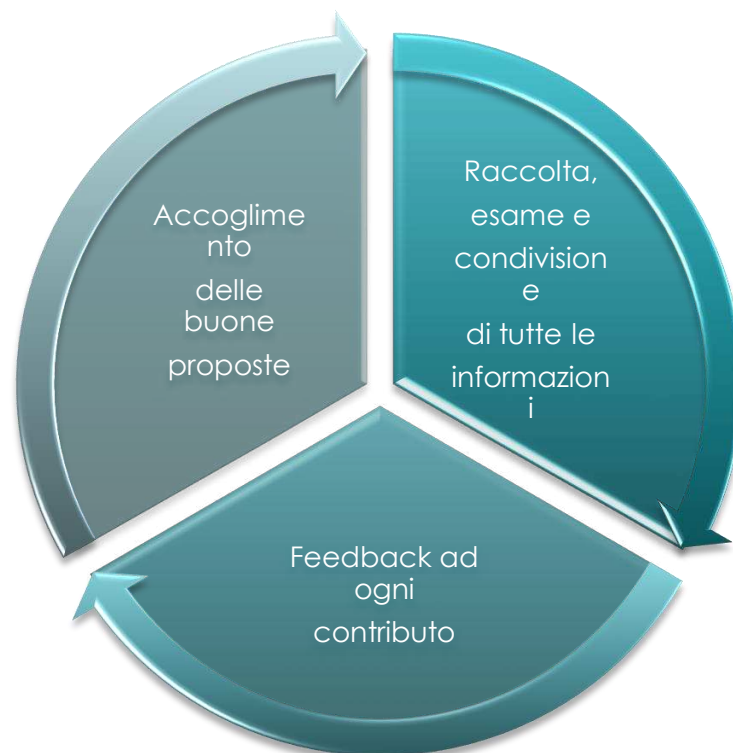 Raccolta,
esame e
condivision
e
di tutte le
informazion
i
Feedback ad
ogni
contributo
Accoglime
nto
delle
buone
proposte